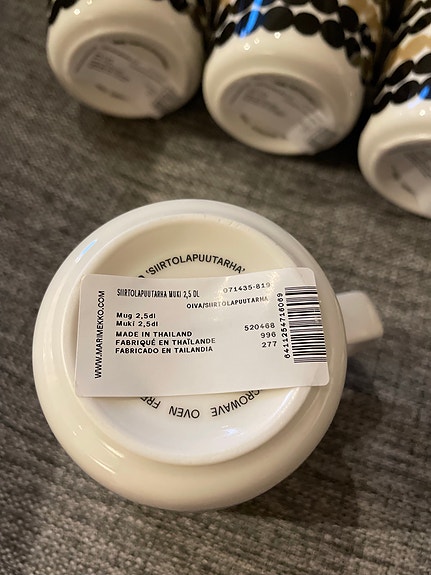 'SIIRTOLAPUUTARHA'
SIIRTOLAPUUTARHA MUKI 2,5 DL 071435-819
OIVA/SIIRTOLAPUUTARHA
Mug 2,5dl
Muki 2,5dl
MADE IN THAILAND 520468
FABRIQUÉ EN THAÏLANDE 996
FABRICADO EN TAILANDIA 277
WWW.MARIMEKKO.COM
6411254716069
OVEN